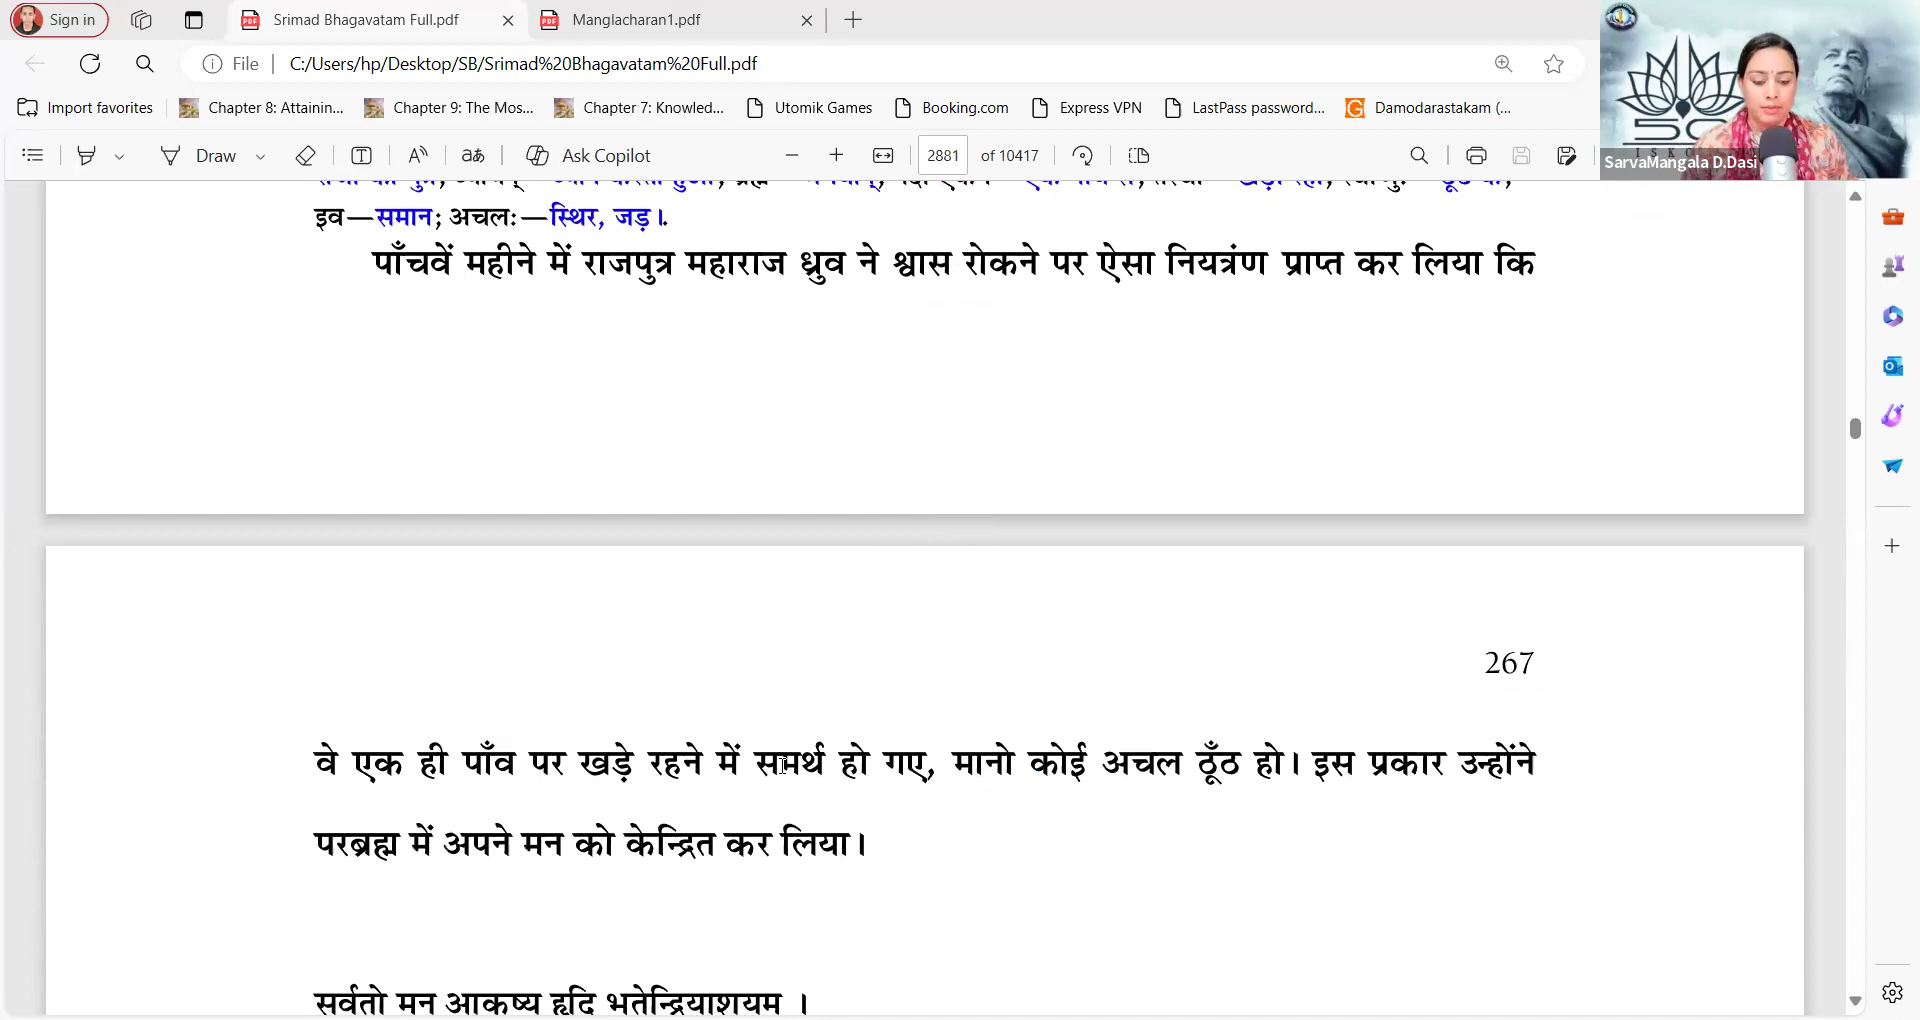 Sign in
Srimad Bhagavatam Full.pdf
Manglacharan1.pdf
File
C:/Users/hp/Desktop/SB/Srimad%20Bhagavatam%20Full.pdf
Import favorites
Chapter 8: Attainin...
Chapter 9: The Mos...
Chapter 7: Knowled...
Utomik Games
Booking.com
Express VPN
LastPass password...
Damodarastakam (...
Draw
Ask Copilot
2881 of 10417
SarvaMangala D.Dasi
इव—समान; अचलः—स्थिर, जड़।.
पाँचवें महीने में राजपुत्र महाराज ध्रुव ने श्वास रोकने पर ऐसा नियत्रंण प्राप्त कर लिया कि
267
वे एक ही पाँव पर खड़े रहने में समर्थ हो गए, मानो कोई अचल ठूँठ हो। इस प्रकार उन्होंने
परब्रह्म में अपने मन को केन्द्रित कर लिया।
सर्वतो मन आकृष्य हृदि भूतेन्द्रियाशयम् ।